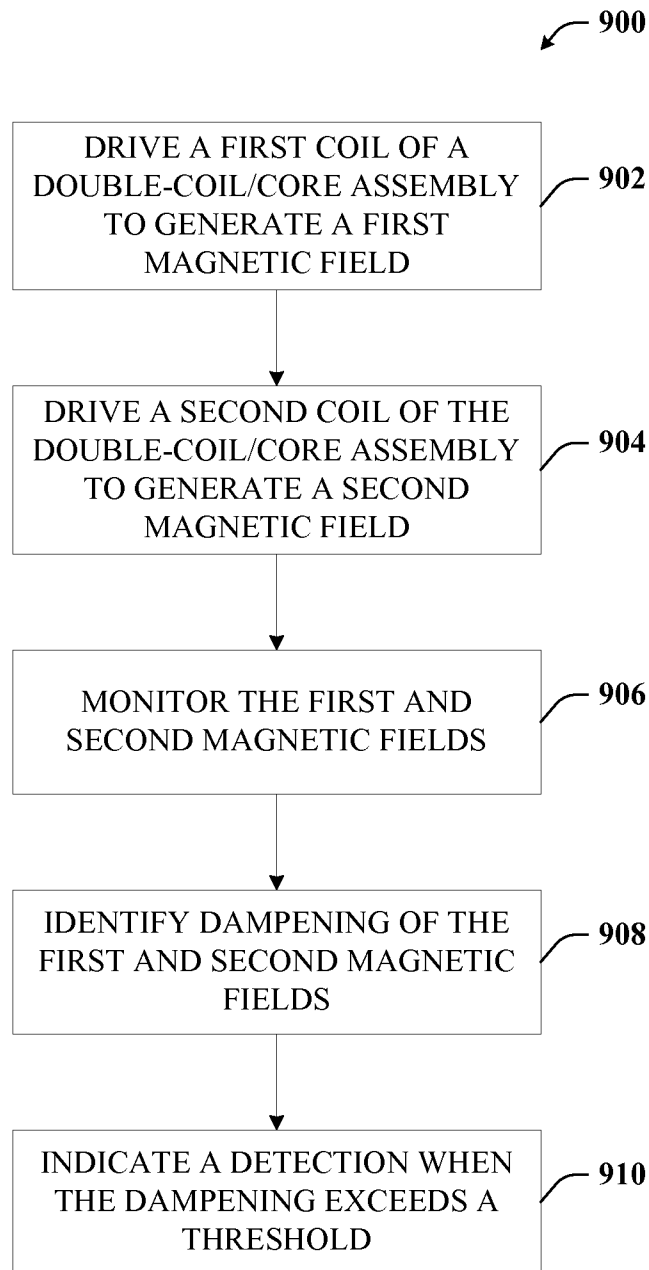 900
DRIVE A FIRST COIL OF A
DOUBLE-COIL/CORE ASSEMBLY
TO GENERATE A FIRST
MAGNETIC FIELD
902
DRIVE A SECOND COIL OF THE
DOUBLE-COIL/CORE ASSEMBLY
TO GENERATE A SECOND
MAGNETIC FIELD
904
MONITOR THE FIRST AND
SECOND MAGNETIC FIELDS
906
IDENTIFY DAMPENING OF THE
FIRST AND SECOND MAGNETIC
FIELDS
908
INDICATE A DETECTION WHEN
THE DAMPENING EXCEEDS A
THRESHOLD
910